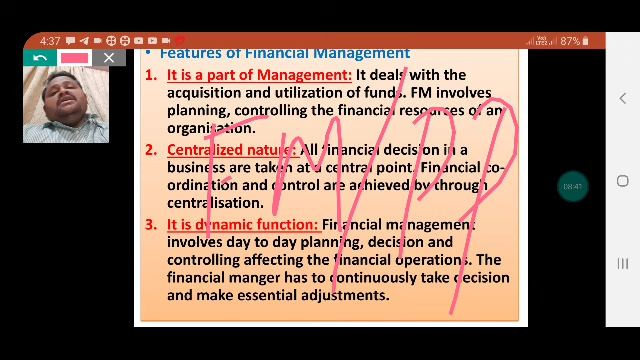 4:37
Vo))
LTE2
87%
• Features of Financial Management
1. It is a part of Management: It deals with the
acquisition and utilization of funds. FM involves
planning, controlling the financial resources of an
organisation.
2. Centralized nature: All financial decision in a
business are taken at a central point. Financial co-
ordination and control are achieved by through
centralisation.
3. It is dynamic function: Financial management
involves day to day planning, decision and
controlling affecting the financial operations. The
financial manger has to continuously take decision
and make essential adjustments.
FM/PP
08:41